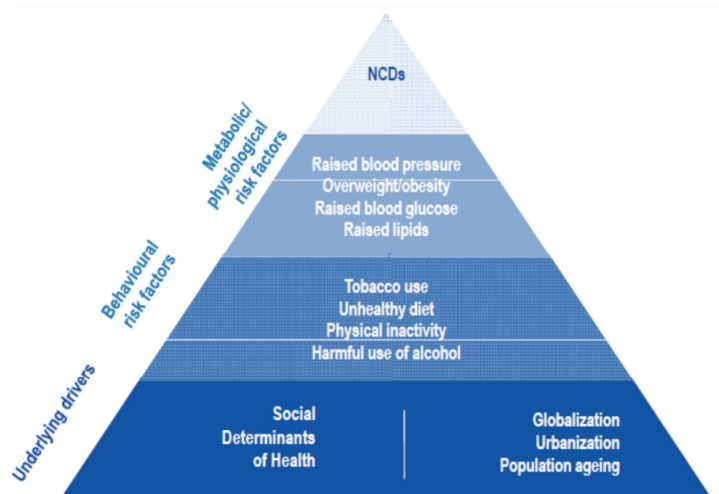 NCDs
Metabolic/
physiological
risk factors
Raised blood pressure
Overweight/obesity
Raised blood glucose
Raised lipids
Behavioural
risk factors
Tobacco use
Unhealthy diet
Physical inactivity
Harmful use of alcohol
Underlying drivers
Social
Determinants
of Health
Globalization
Urbanization
Population ageing